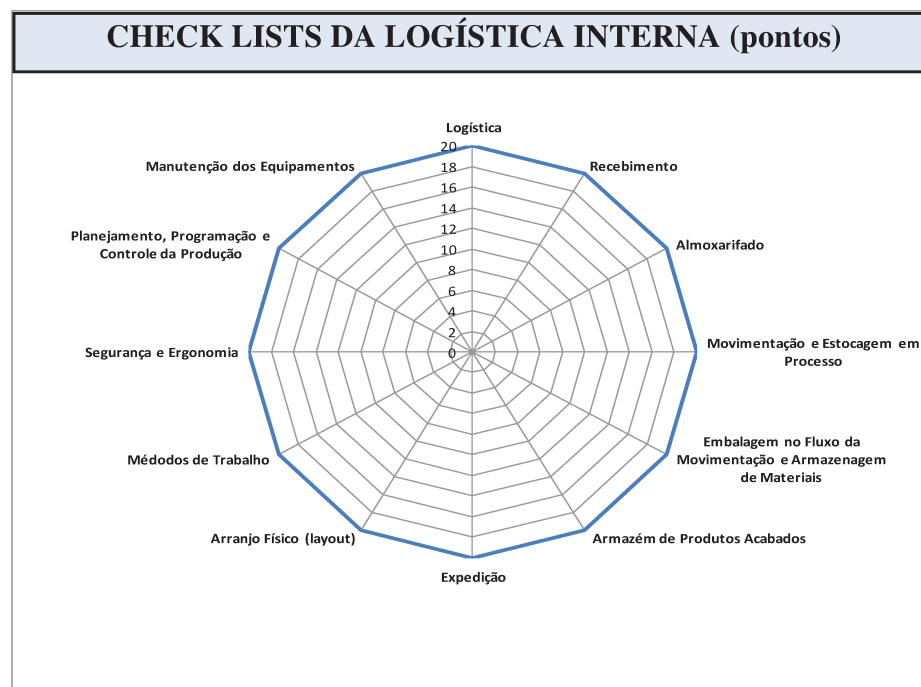 CHECK LISTS DA LOGÍSTICA INTERNA (pontos)
Logística
20
18
16
14
12
10
8
6
4
2
0
Recebimento
Almoxarifado
Movimentação e Estocagem em
Processo
Embalagem no Fluxo da
Movimentação e Armazenagem
de Materiais
Armazém de Produtos Acabados
Expedição
Arranjo Físico (layout)
Médodos de Trabalho
Segurança e Ergonomia
Planejamento, Programação e
Controle da Produção
Manutenção dos Equipamentos